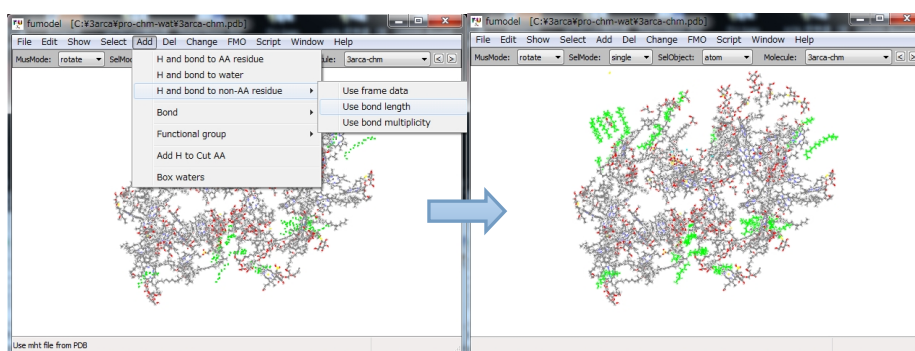 fumodel [C:¥3arca¥pro-chm-wat¥3arca-chm.pdb]
File Edit Show Select Add Del Change FMO Script Window Help
MusMode: rotate SelMod ule: 3arca-chm < >
H and bond to AA residue
H and bond to water
H and bond to non-AA residue
Use frame data
Use bond length
Use bond multiplicity
Bond
Functional group
Add H to Cut AA
Box waters
Use mht file from PDB
fumodel [C:¥3arca¥pro-chm-wat¥3arca-chm.pdb]
File Edit Show Select Add Del Change FMO Script Window Help
MusMode: rotate SelMode: single SelObject: atom Molecule: 3arca-chm < >